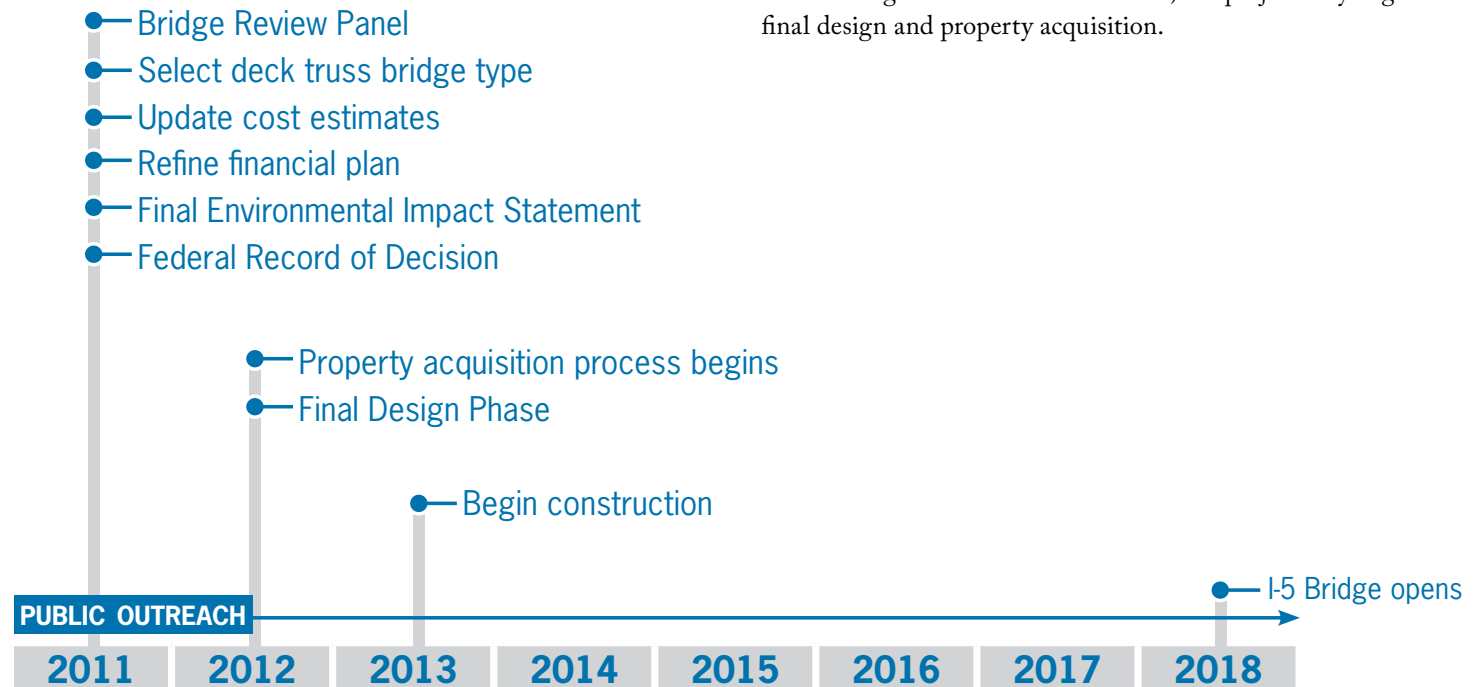 final design and property acquisition.
Bridge Review Panel
Select deck truss bridge type
Update cost estimates
Refine financial plan
Final Environmental Impact Statement
Federal Record of Decision
Property acquisition process begins
Final Design Phase
Begin construction
I-5 Bridge opens
PUBLIC OUTREACH
2011 2012 2013 2014 2015 2016 2017 2018